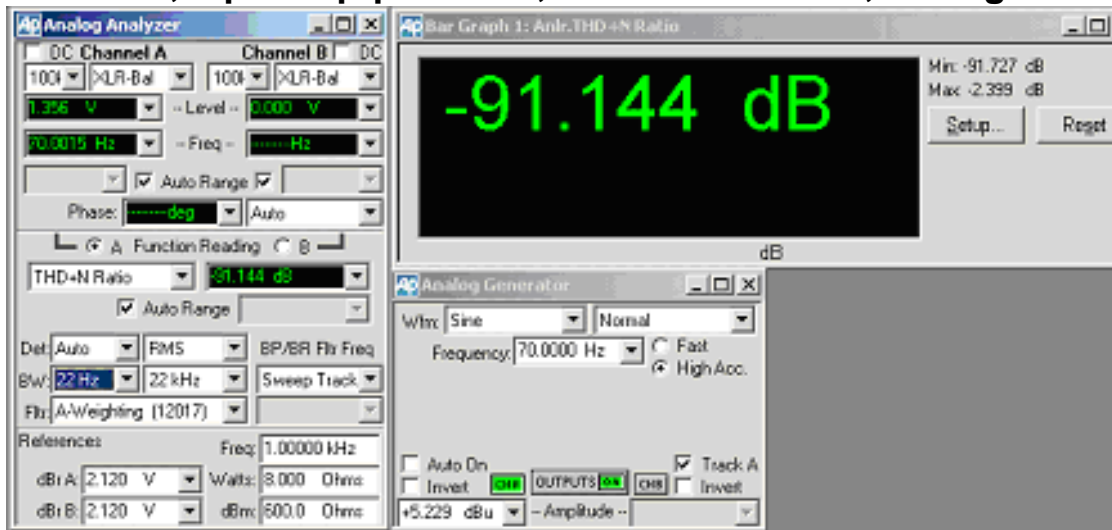 Analog Analyzer
DC Channel A Channel B DC
XLR-Bal XLR-Bal
1.356 V -- Level -- 0.000 V
70.0015 Hz -- Freq -- ------Hz
Auto Range
Phase: ------deg Auto
A Function Reading B
THD+N Ratio -91.144 dB
Auto Range
Det: Auto RMS BP/BR Fltr Freq
BW: 22 Hz 22 kHz Sweep Track
Fltr: A-Weighting (12017)
References Freq: 1.00000 kHz
dBr A: 2.120 V Watts: 8.000 Ohms
dBr B: 2.120 V dBm: 600.0 Ohms
Bar Graph 1: Anlr.THD+N Ratio
-91.144 dB
Min: -91.727 dB
Max: -2.399 dB
Setup... Reset
dB
Analog Generator
Wfm: Sine Normal
Frequency: 70.0000 Hz Fast
High Acc.
Auto On Track A
Invert CHA OUTPUTS ON CHB Invert
+5.229 dBu -- Amplitude --